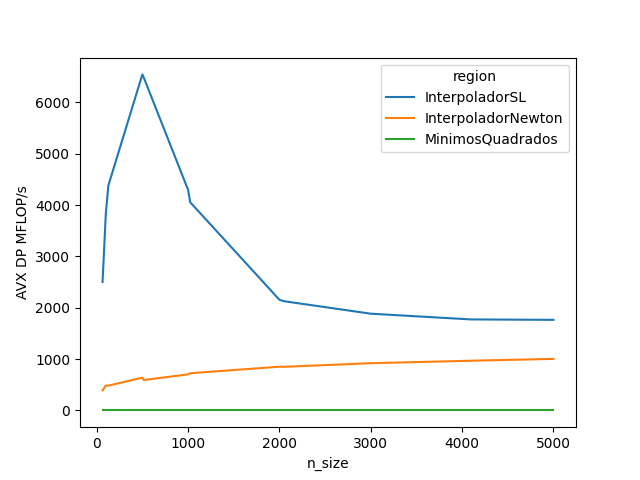 region
InterpoladorSL
InterpoladorNewton
MinimosQuadrados
AVX DP MFLOP/s
6000
5000
4000
3000
2000
1000
0
0 1000 2000 3000 4000 5000
n_size